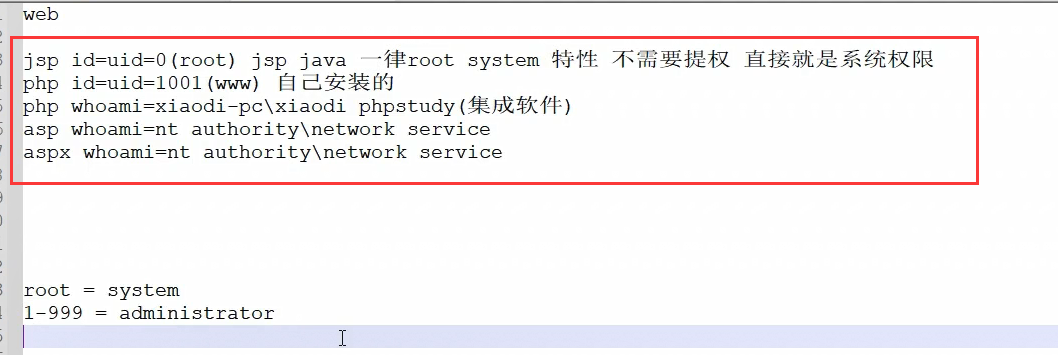 web
jsp id=uid=0(root) jsp java 一律root system 特性 不需要提权 直接就是系统权限
php id=uid=1001(www) 自己安装的
php whoami=xiaodi-pc\xiaodi phpstudy(集成软件)
asp whoami=nt authority\network service
aspx whoami=nt authority\network service
root = system
1-999 = administrator